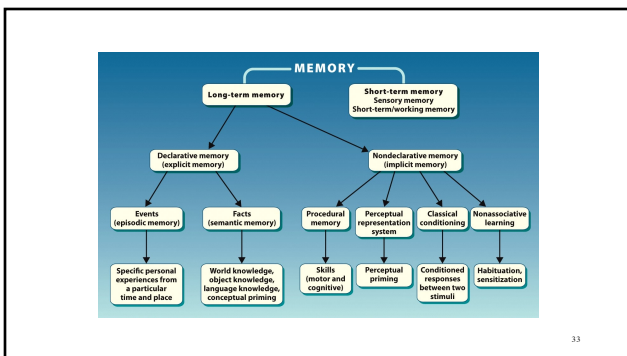 MEMORY
Long-term memory
Short-term memory
Sensory memory
Short-term/working memory
Declarative memory
(explicit memory)
Nondeclarative memory
(implicit memory)
Events
(episodic memory)
Facts
(semantic memory)
Procedural
memory
Perceptual
representation
system
Classical
conditioning
Nonassociative
learning
Specific personal
experiences from
a particular
time and place
World knowledge,
object knowledge,
language knowledge,
conceptual priming
Skills
(motor and
cognitive)
Perceptual
priming
Conditioned
responses
between two
stimuli
Habituation,
sensitization
33